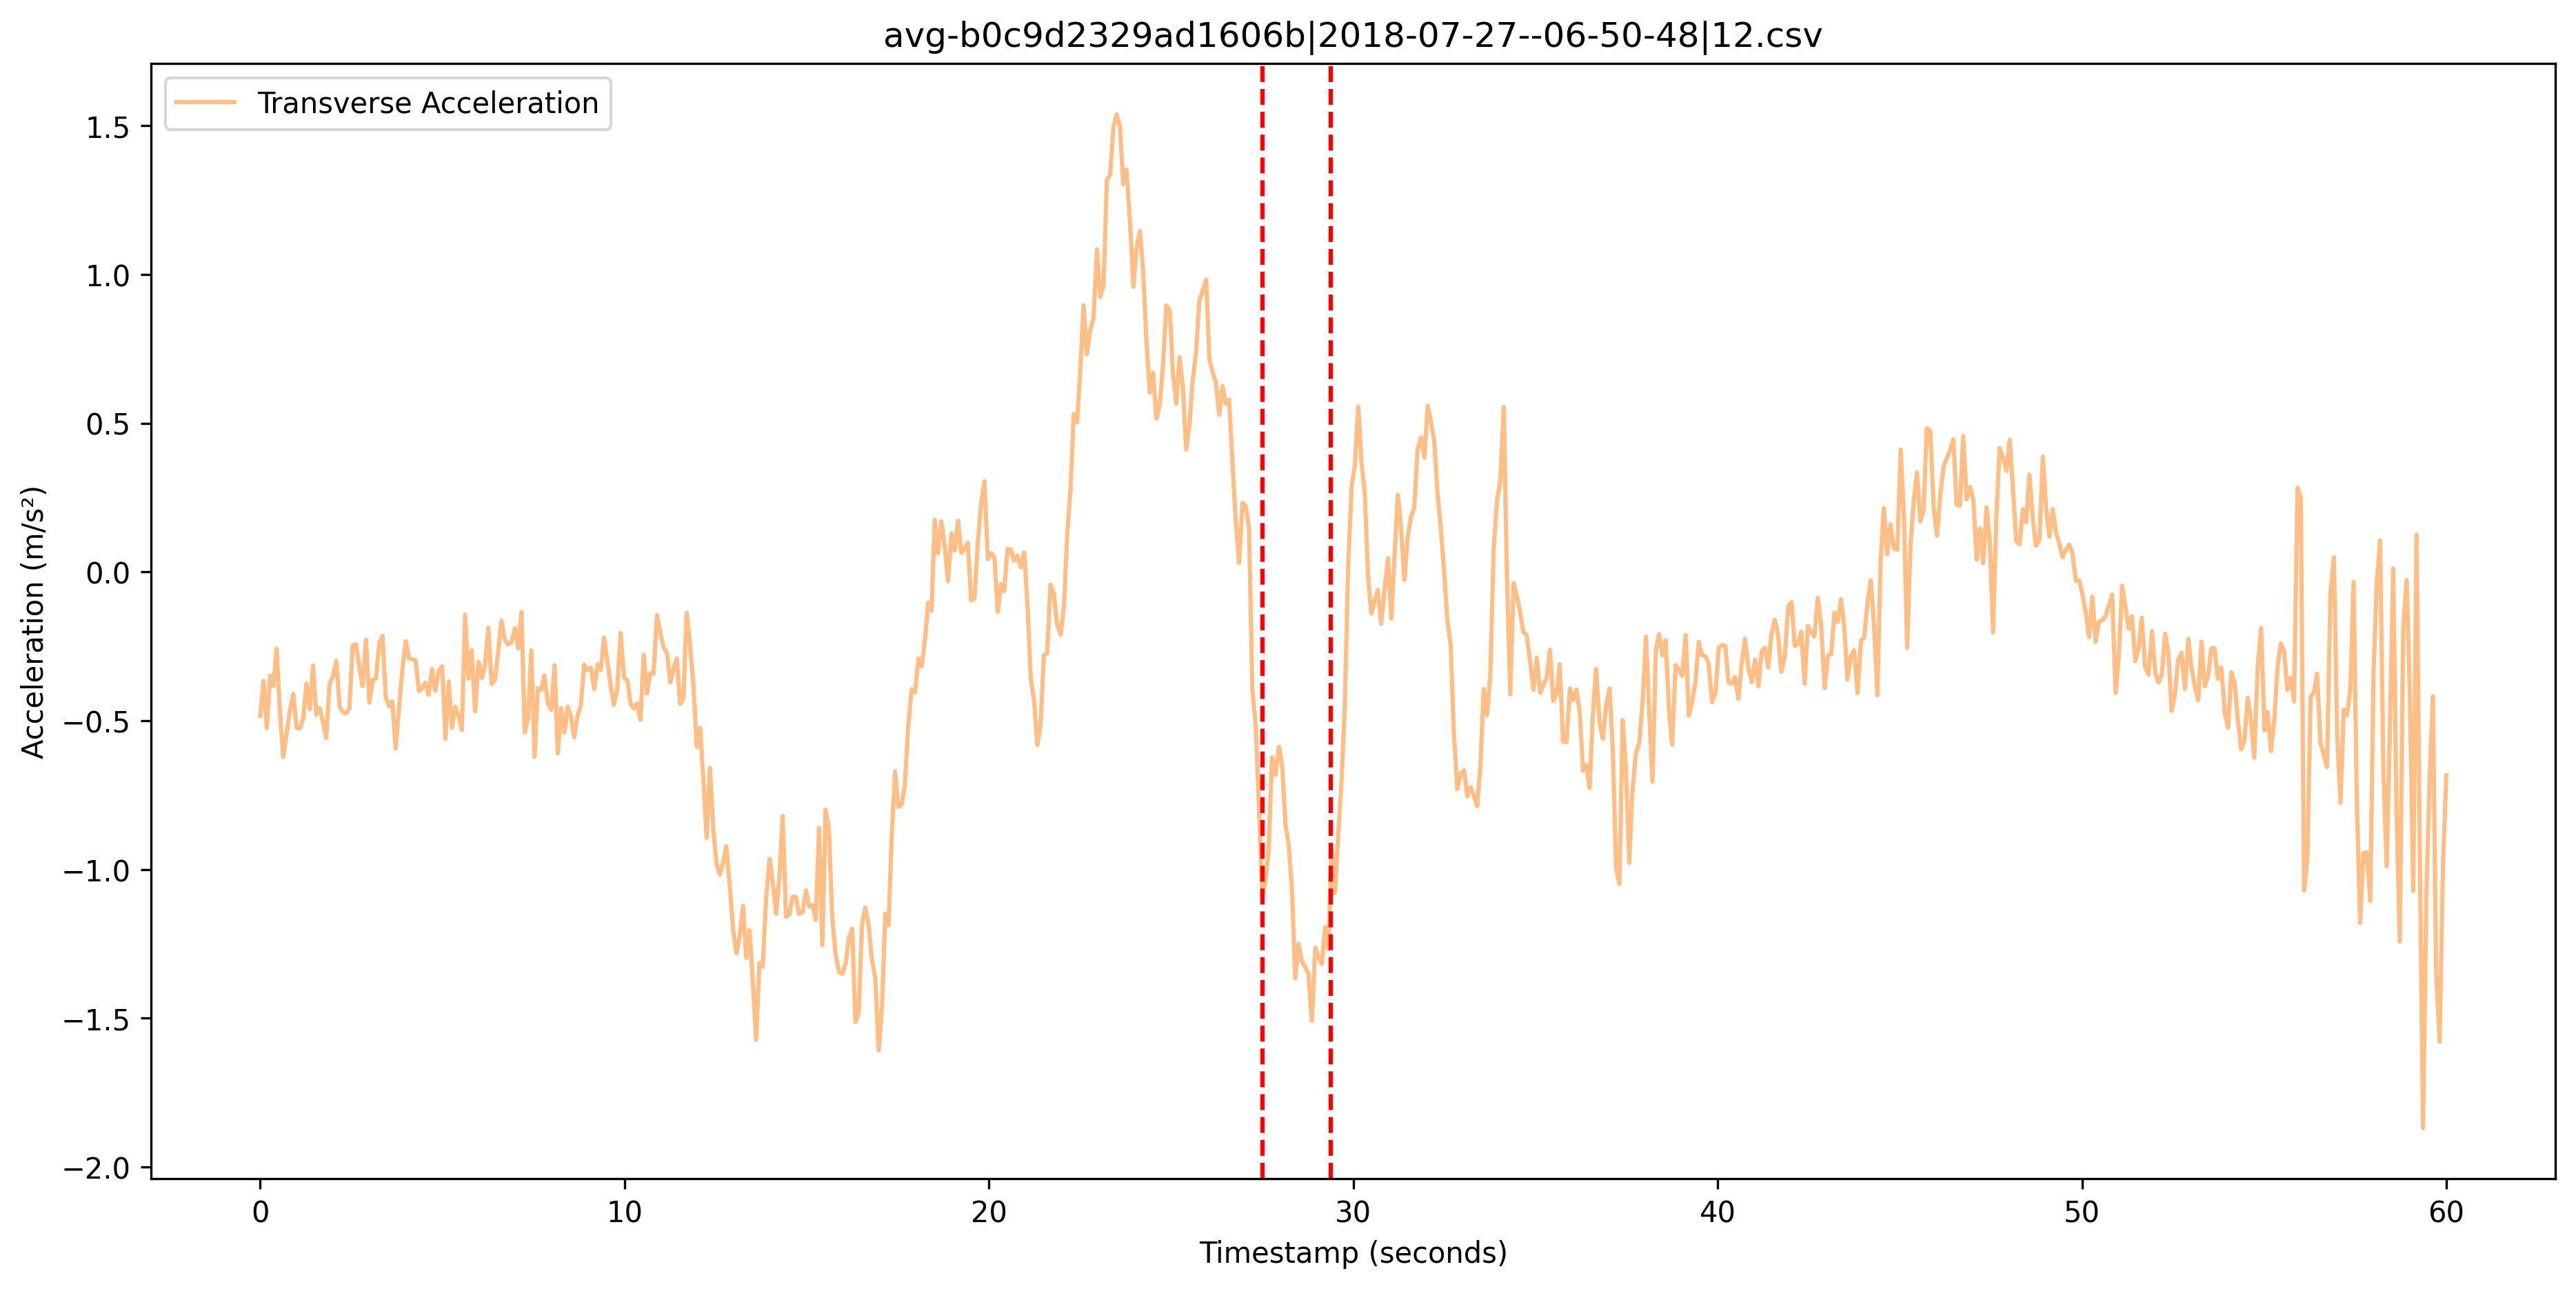 avg-b0c9d2329ad1606b|2018-07-27--06-50-48|12.csv
Transverse Acceleration
1.5
1.0
0.5
0.0
−0.5
−1.0
−1.5
−2.0
Acceleration (m/s²)
0 10 20 30 40 50 60
Timestamp (seconds)